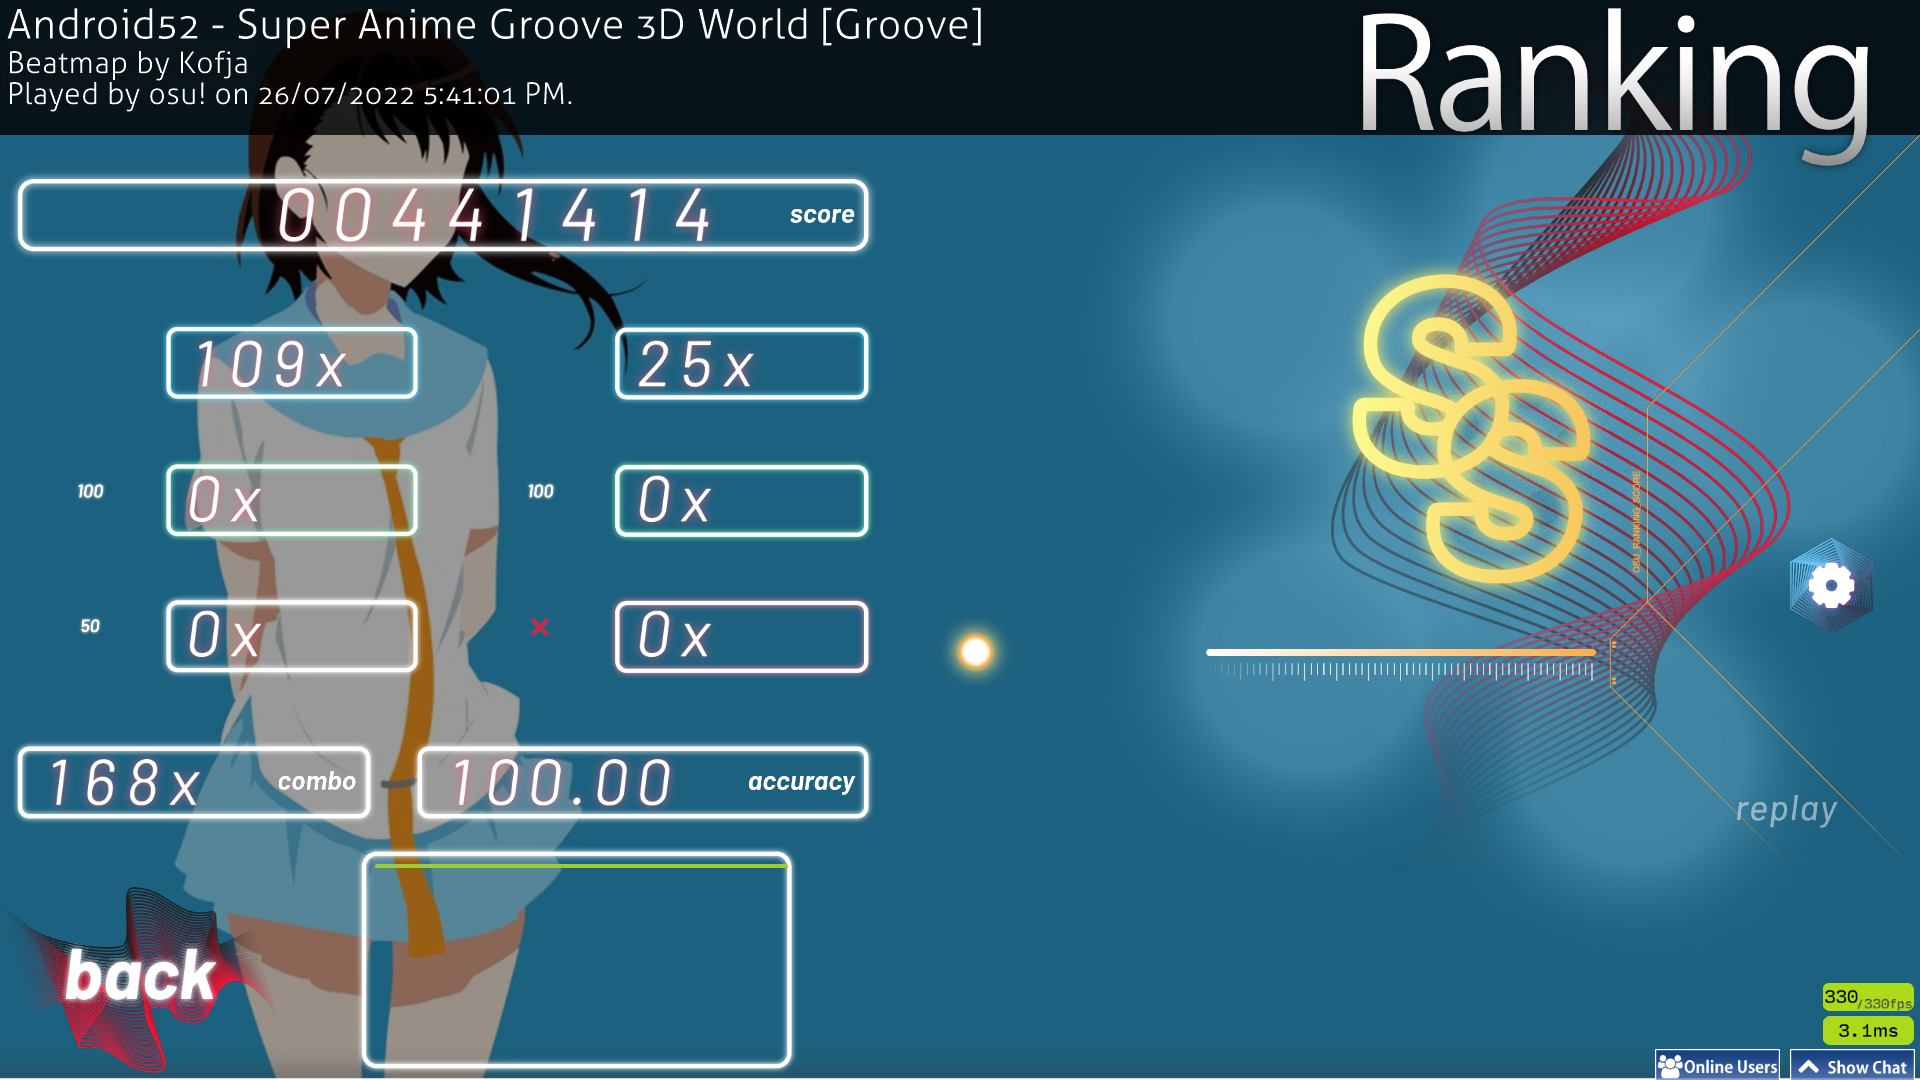 Android52 - Super Anime Groove 3D World [Groove]
Beatmap by Kofja
Played by osu! on 26/07/2022 5:41:01 PM.
Ranking
00441414 score
109x 25x
100 0x 100 0x
50 0x 0x
168x combo 100.00 accuracy
SS
OSU_RANKING_SCORE
replay
back
330/330fps
3.1ms
Online Users Show Chat